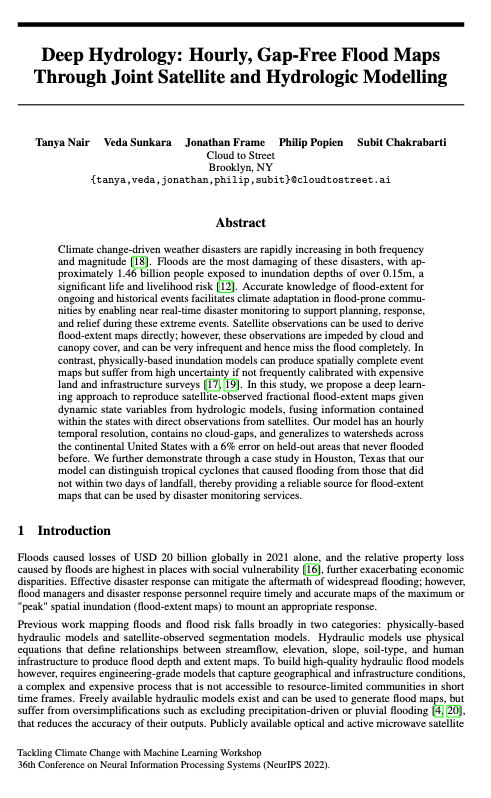 Deep Hydrology: Hourly, Gap-Free Flood Maps
Through Joint Satellite and Hydrologic Modelling
Tanya Nair Veda Sunkara Jonathan Frame Philip Popien Subit Chakrabarti
Cloud to Street
Brooklyn, NY
{tanya,veda,jonathan,philip,subit}@cloudtostreet.ai
Abstract
Climate change-driven weather disasters are rapidly increasing in both frequency
and magnitude [18]. Floods are the most damaging of these disasters, with ap-
proximately 1.46 billion people exposed to inundation depths of over 0.15m, a
significant life and livelihood risk [12]. Accurate knowledge of flood-extent for
ongoing and historical events facilitates climate adaptation in flood-prone commu-
nities by enabling near real-time disaster monitoring to support planning, response,
and relief during these extreme events. Satellite observations can be used to derive
flood-extent maps directly; however, these observations are impeded by cloud and
canopy cover, and can be very infrequent and hence miss the flood completely. In
contrast, physically-based inundation models can produce spatially complete event
maps but suffer from high uncertainty if not frequently calibrated with expensive
land and infrastructure surveys [17, 19]. In this study, we propose a deep learn-
ing approach to reproduce satellite-observed fractional flood-extent maps given
dynamic state variables from hydrologic models, fusing information contained
within the states with direct observations from satellites. Our model has an hourly
temporal resolution, contains no cloud-gaps, and generalizes to watersheds across
the continental United States with a 6% error on held-out areas that never flooded
before. We further demonstrate through a case study in Houston, Texas that our
model can distinguish tropical cyclones that caused flooding from those that did
not within two days of landfall, thereby providing a reliable source for flood-extent
maps that can be used by disaster monitoring services.
1 Introduction
Floods caused losses of USD 20 billion globally in 2021 alone, and the relative property loss
caused by floods are highest in places with social vulnerability [16], further exacerbating economic
disparities. Effective disaster response can mitigate the aftermath of widespread flooding; however,
flood managers and disaster response personnel require timely and accurate maps of the maximum or
"peak" spatial inundation (flood-extent maps) to mount an appropriate response.
Previous work mapping floods and flood risk falls broadly in two categories: physically-based
hydraulic models and satellite-observed segmentation models. Hydraulic models use physical
equations that define relationships between streamflow, elevation, slope, soil-type, and human
infrastructure to produce flood depth and extent maps. To build high-quality hydraulic flood models
however, requires engineering-grade models that capture geographical and infrastructure conditions,
a complex and expensive process that is not accessible to resource-limited communities in short
time frames. Freely available hydraulic models exist and can be used to generate flood maps, but
suffer from oversimplifications such as excluding precipitation-driven or pluvial flooding [4, 20],
that reduces the accuracy of their outputs. Publicly available optical and active microwave satellite
Tackling Climate Change with Machine Learning Workshop
36th Conference on Neural Information Processing Systems (NeurIPS 2022).